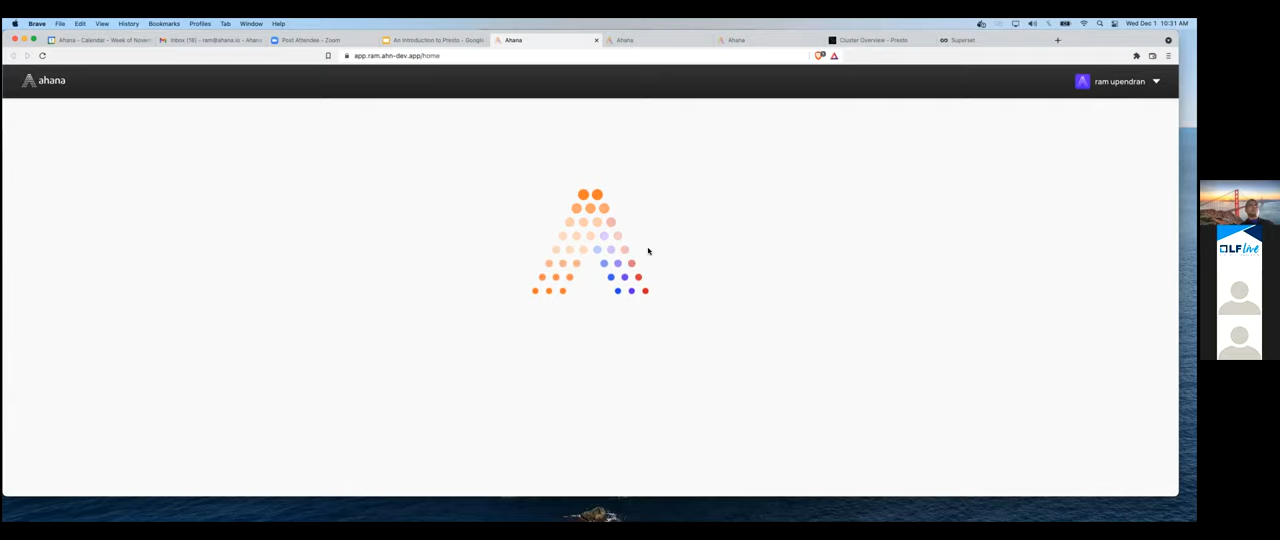 Brave File Edit View History Bookmarks Profiles Tab Window Help Wed Dec 1 10:31 AM
Ahana - Calendar - Week of Novem Inbox (18) - ram@ahana.io - Ahana Post Attendee - Zoom An Introduction to Presto - Google Ahana Ahana Ahana Cluster Overview - Presto Superset
app.ram.ahn-dev.app/home
ahana ram upendran
LF Live